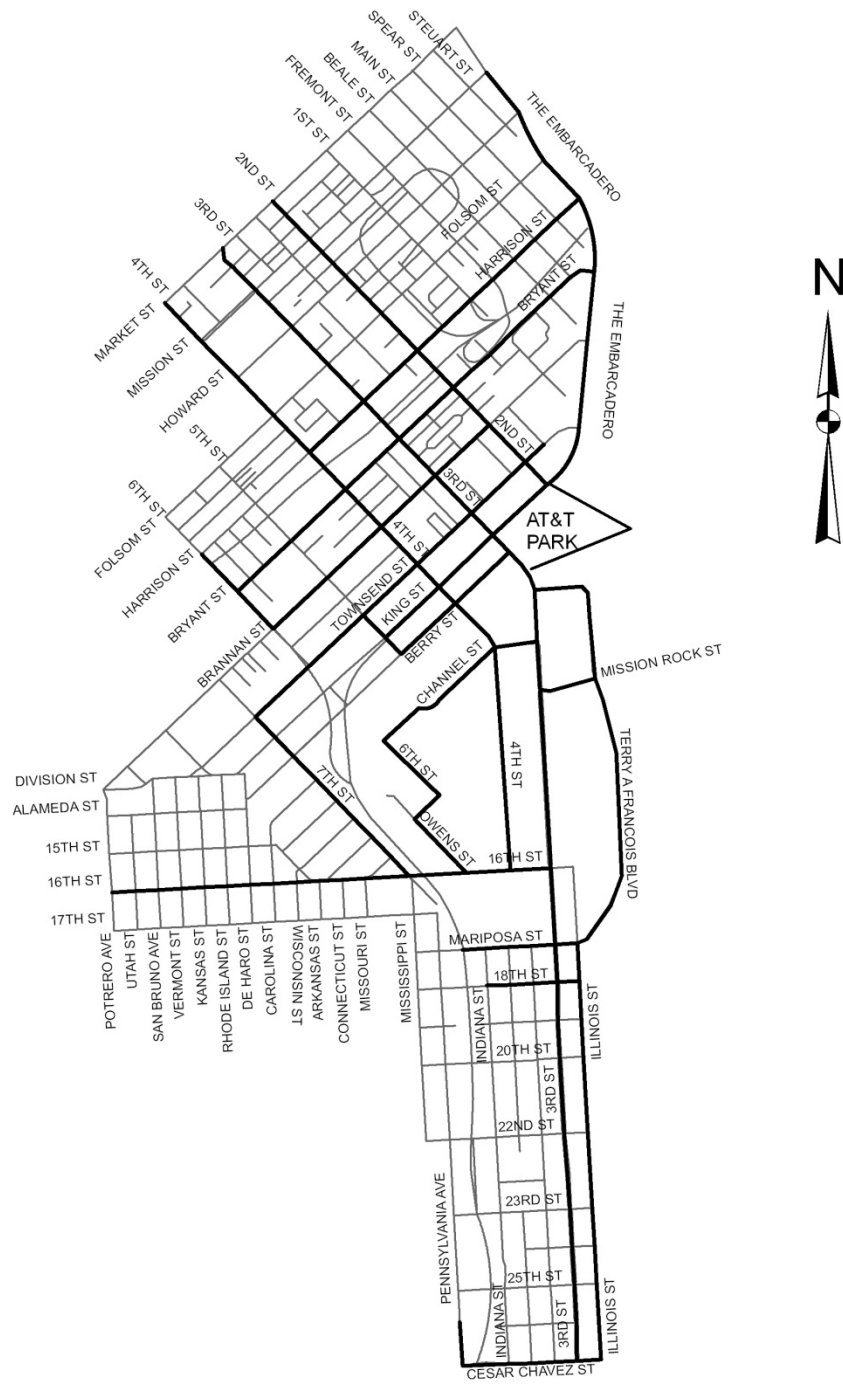 STEUART ST
SPEAR ST
MAIN ST
BEALE ST
FREMONT ST
1ST ST
2ND ST
3RD ST
4TH ST
MARKET ST
MISSION ST
HOWARD ST
5TH ST
6TH ST
FOLSOM ST
HARRISON ST
BRYANT ST
BRANNAN ST
THE EMBARCADERO
FOLSOM ST
HARRISON ST
BRYANT ST
THE EMBARCADERO
N
2ND ST
3RD ST
4TH ST
AT&T
PARK
TOWNSEND ST
KING ST
BERRY ST
CHANNEL ST
MISSION ROCK ST
4TH ST
TERRY A FRANCOIS BLVD
6TH ST
7TH ST
OWENS ST
DIVISION ST
ALAMEDA ST
15TH ST
16TH ST
16TH ST
17TH ST
POTRERO AVE
UTAH ST
SAN BRUNO AVE
VERMONT ST
KANSAS ST
RHODE ISLAND ST
DE HARO ST
CAROLINA ST
WISCONSIN ST
ARKANSAS ST
CONNECTICUT ST
MISSOURI ST
MISSISSIPPI ST
MARIPOSA ST
18TH ST
INDIANA ST
ILLINOIS ST
20TH ST
3RD ST
22ND ST
PENNSYLVANIA AVE
23RD ST
25TH ST
INDIANA ST
3RD ST
ILLINOIS ST
CESAR CHAVEZ ST